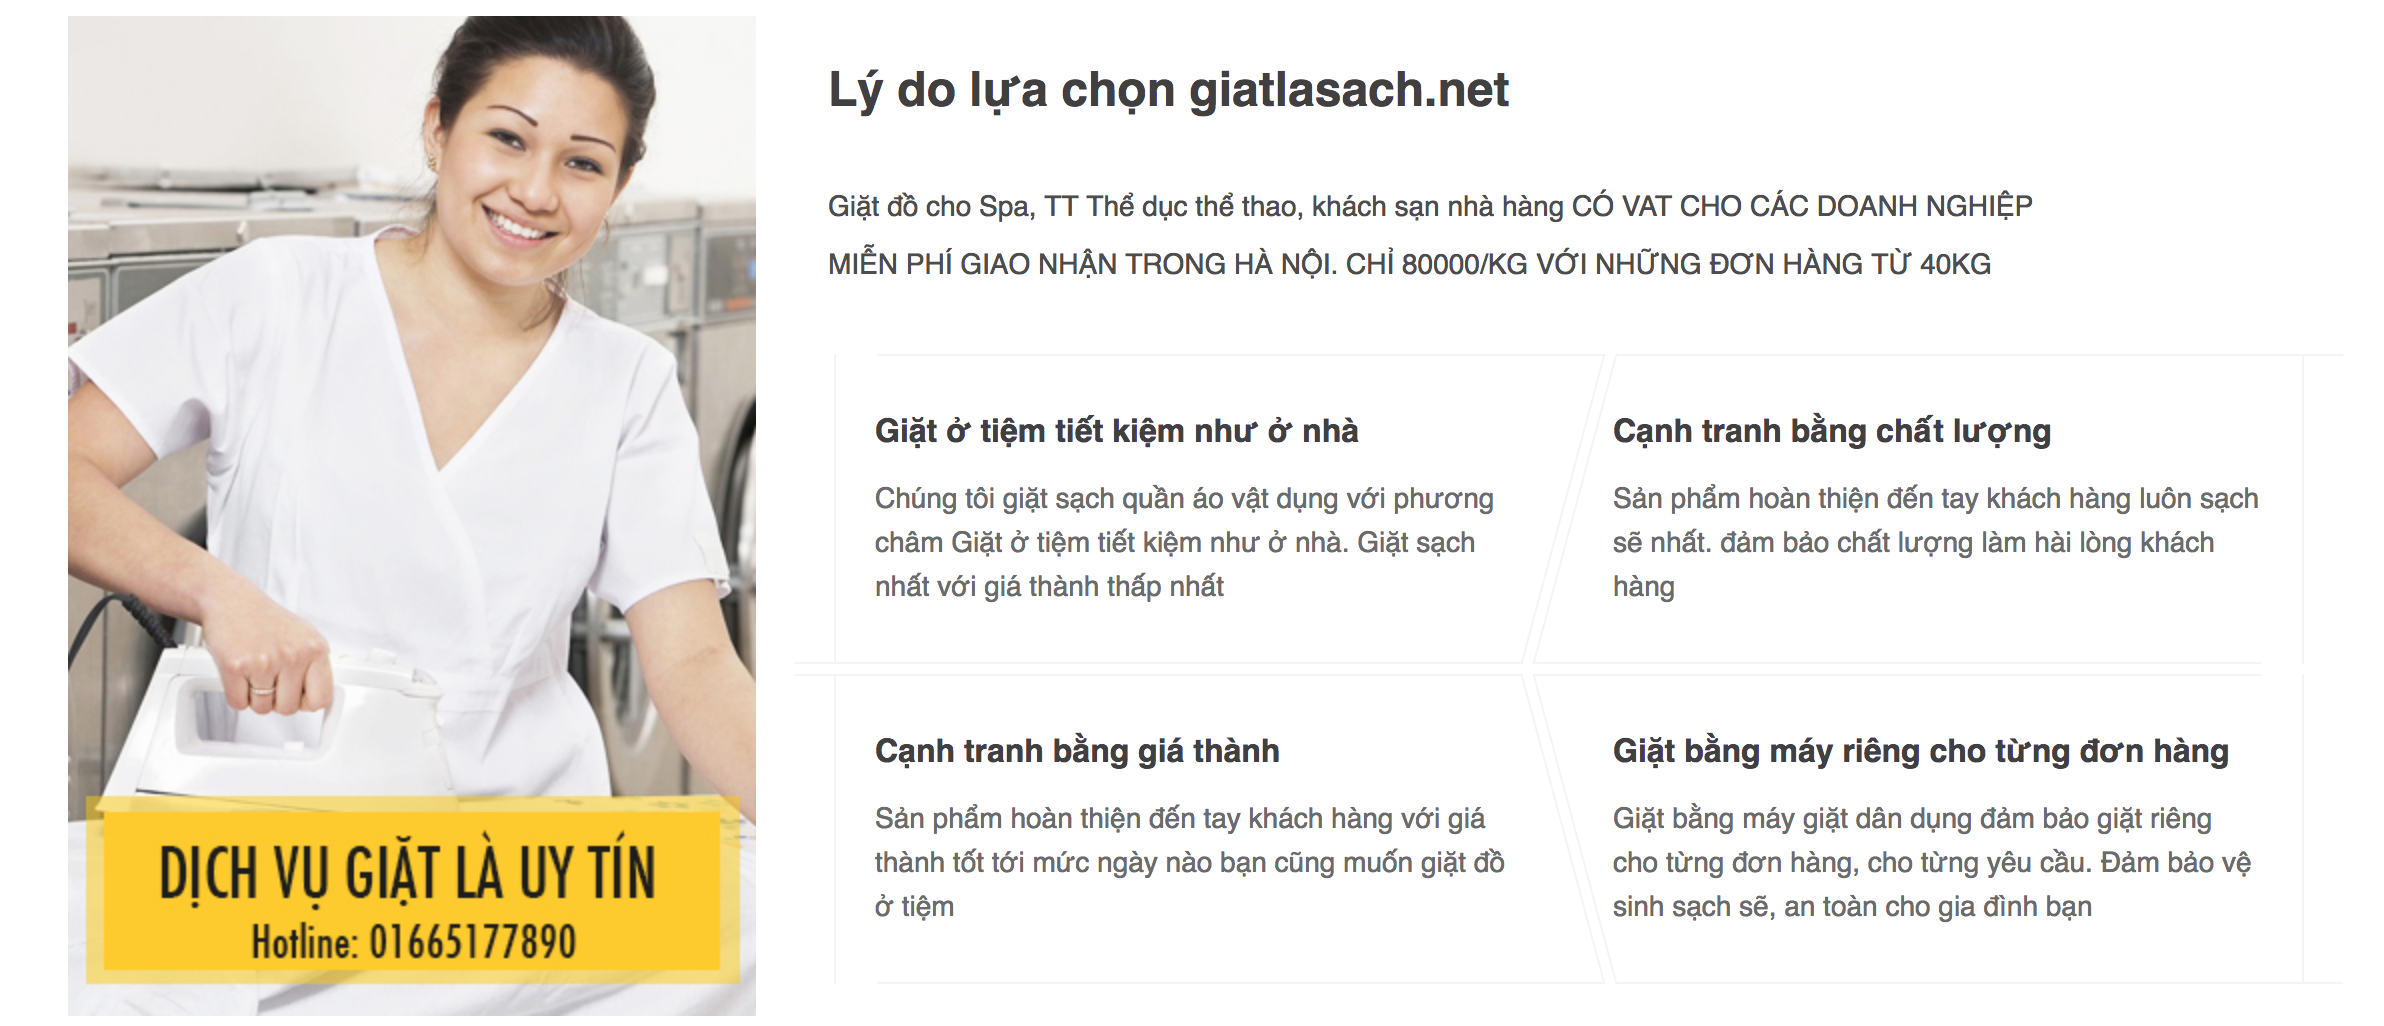 Lý do lựa chọn giatlasach.net
Giặt đồ cho Spa, TT Thể dục thể thao, khách sạn nhà hàng CÓ VAT CHO CÁC DOANH NGHIỆP
MIỄN PHÍ GIAO NHẬN TRONG HÀ NỘI. CHỈ 80000/KG VỚI NHỮNG ĐƠN HÀNG TỪ 40KG
Giặt ở tiệm tiết kiệm như ở nhà
Chúng tôi giặt sạch quần áo vật dụng với phương
châm Giặt ở tiệm tiết kiệm như ở nhà. Giặt sạch
nhất với giá thành thấp nhất
Cạnh tranh bằng chất lượng
Sản phẩm hoàn thiện đến tay khách hàng luôn sạch
sẽ nhất. đảm bảo chất lượng làm hài lòng khách
hàng
Cạnh tranh bằng giá thành
Sản phẩm hoàn thiện đến tay khách hàng với giá
thành tốt tới mức ngày nào bạn cũng muốn giặt đồ
ở tiệm
Giặt bằng máy riêng cho từng đơn hàng
Giặt bằng máy giặt dân dụng đảm bảo giặt riêng
cho từng đơn hàng, cho từng yêu cầu. Đảm bảo vệ
sinh sạch sẽ, an toàn cho gia đình bạn
DỊCH VỤ GIẶT LÀ UY TÍN
Hotline: 01665177890